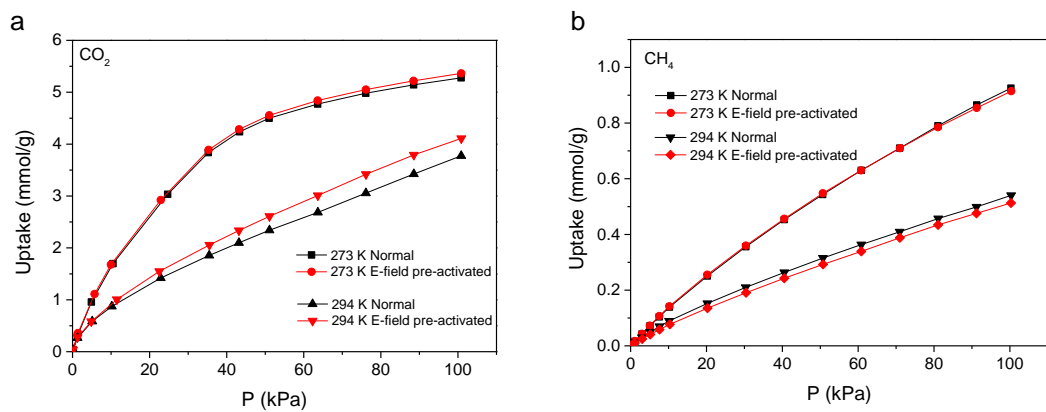 a
CO₂
6
5
4
3
2
1
0
0 20 40 60 80 100
Uptake (mmol/g)
P (kPa)
273 K Normal
273 K E-field pre-activated
294 K Normal
294 K E-field pre-activated
b
CH₄
1.0
0.8
0.6
0.4
0.2
0.0
0 20 40 60 80 100
Uptake (mmol/g)
P (kPa)
273 K Normal
273 K E-field pre-activated
294 K Normal
294 K E-field pre-activated